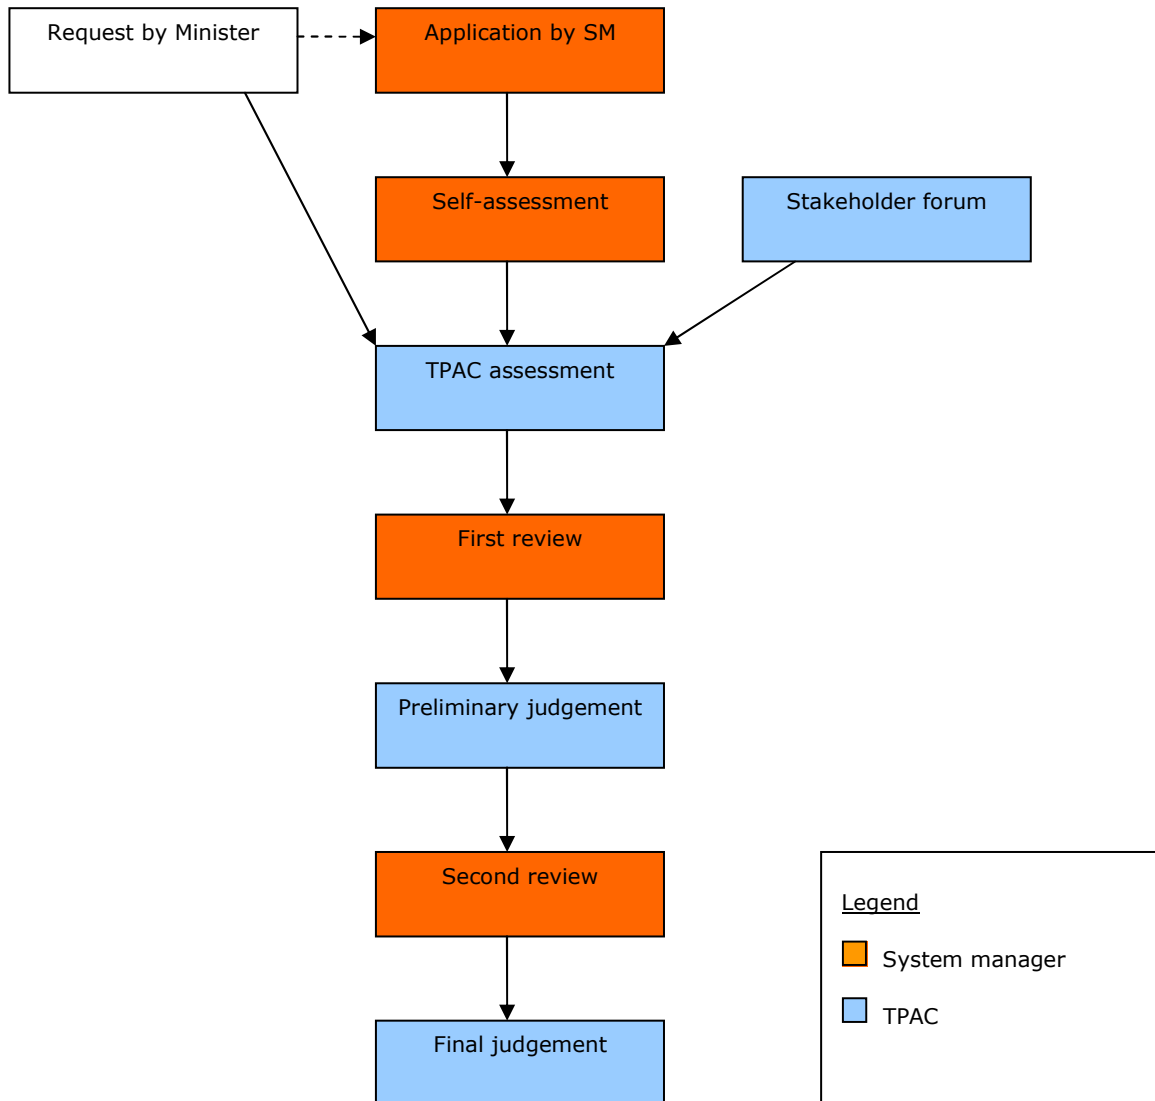 Request by Minister
Application by SM
Self-assessment
Stakeholder forum
TPAC assessment
First review
Preliminary judgement
Second review
Legend
System manager
TPAC
Final judgement